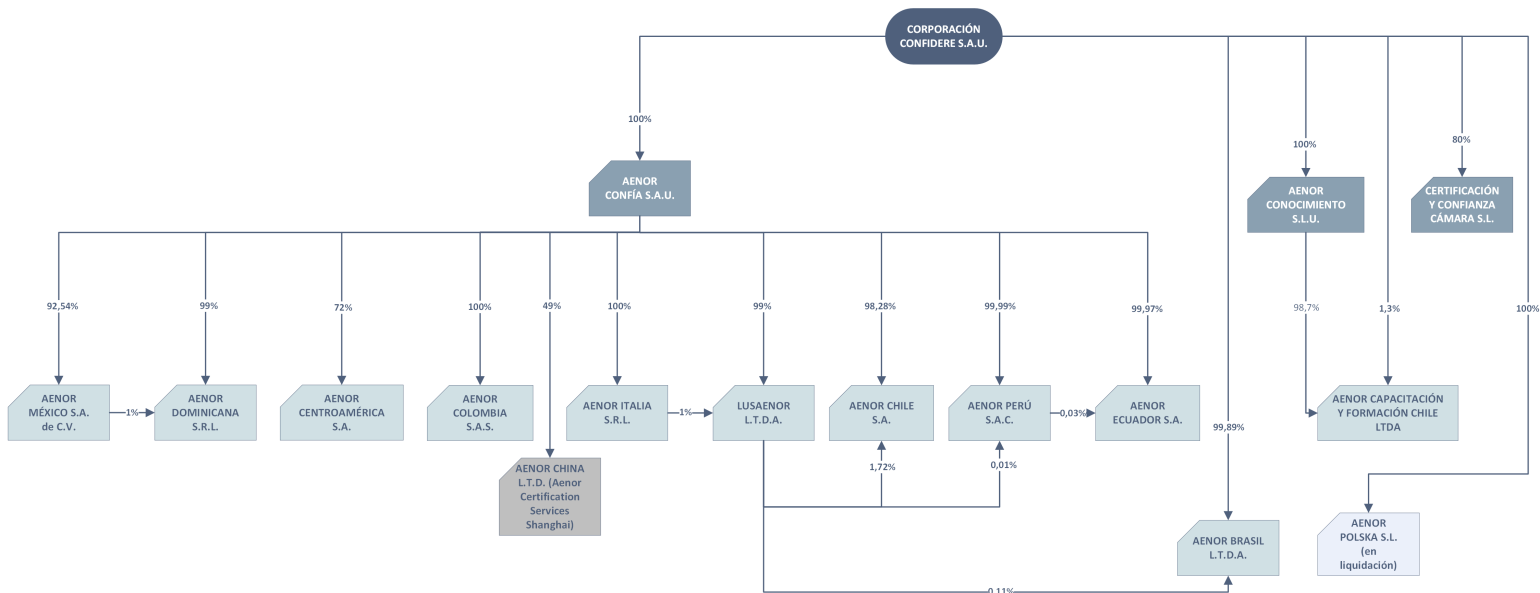 CORPORACIÓN
CONFIDERE S.A.U.
100%
100%
80%
AENOR
CONFÍA S.A.U.
AENOR
CONOCIMIENTO
S.L.U.
CERTIFICACIÓN
Y CONFIANZA
CÁMARA S.L.
92,54%
99%
72%
100%
49%
100%
99%
98,28%
99,99%
99,97%
98,7%
1,3%
100%
AENOR
MÉXICO S.A.
de C.V.
1%
AENOR
DOMINICANA
S.R.L.
AENOR
CENTROAMÉRICA
S.A.
AENOR
COLOMBIA
S.A.S.
AENOR ITALIA
S.R.L.
1%
LUSAENOR
L.T.D.A.
AENOR CHILE
S.A.
AENOR PERÚ
S.A.C.
0,03%
AENOR
ECUADOR S.A.
99,89%
AENOR CAPACITACIÓN
Y FORMACIÓN CHILE
LTDA
AENOR CHINA
L.T.D. (Aenor
Certification
Services
Shanghai)
1,72%
0,01%
AENOR BRASIL
L.T.D.A.
AENOR
POLSKA S.L.
(en
liquidación)
0,11%